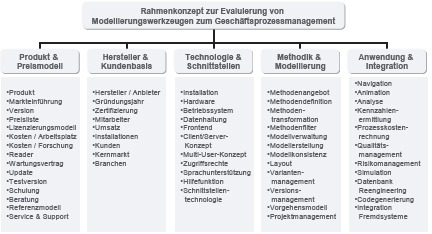 Rahmenkonzept zur Evaluierung von
Modellierungswerkzeugen zum Geschäftsprozessmanagement
Produkt &
Preismodell
•Produkt
•Markteinführung
•Version
•Preisliste
•Lizenzierungsmodell
•Kosten / Arbeitsplatz
•Kosten / Forschung
•Reader
•Wartungsvertrag
•Update
•Testversion
•Schulung
•Beratung
•Referenzmodell
•Service & Support
Hersteller &
Kundenbasis
•Hersteller / Anbieter
•Gründungsjahr
•Zertifizierung
•Mitarbeiter
•Umsatz
•Installationen
•Kunden
•Kernmarkt
•Branchen
Technologie &
Schnittstellen
•Installation
•Hardware
•Betriebssystem
•Datenhaltung
•Frontend
•Client/Server-
Konzept
•Multi-User-Konzept
•Zugriffsrechte
•Sprachunterstützung
•Hilfefunktion
•Schnittstellen-
technologie
Methodik &
Modellierung
•Methodenangebot
•Methodendefinition
•Methoden-
transformation
•Methodenfilter
•Modellverwaltung
•Modellerstellung
•Modellkonsistenz
•Layout
•Varianten-
management
•Versions-
management
•Vorgehensmodell
•Projektmanagement
Anwendung &
Integration
•Navigation
•Animation
•Analyse
•Kennzahlen-
ermittlung
•Prozesskosten-
rechnung
•Qualitäts-
management
•Risikomanagement
•Simulation
•Datenbank
Reengineering
•Codegenerierung
•Integration
Fremdsysteme